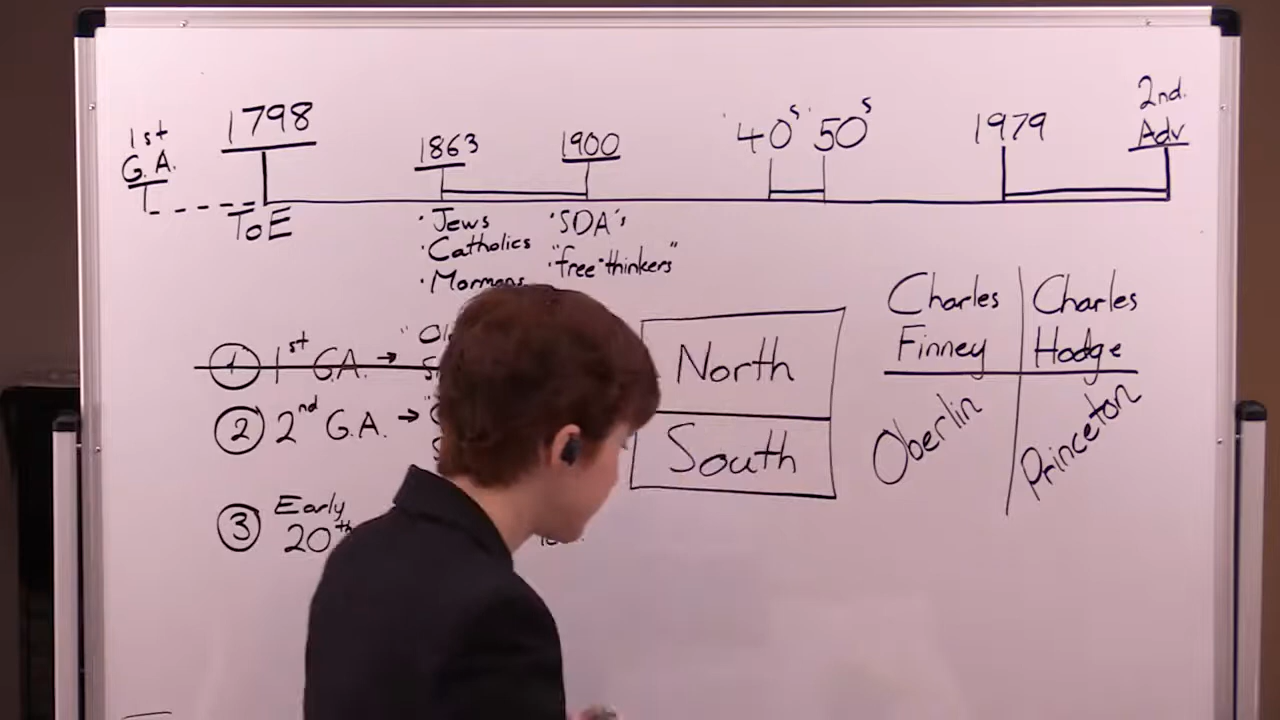 1st
G.A.
1798
1863
1900
'40s '50s
1979
2nd.
Adv
ToE
· Jews
· Catholics
· Mormons
· SDA's
· "free thinkers"
① 1st G.A. →
② 2nd G.A. →
③ Early
20th
North
South
Charles
Finney
Charles
Hodge
Oberlin
Princeton